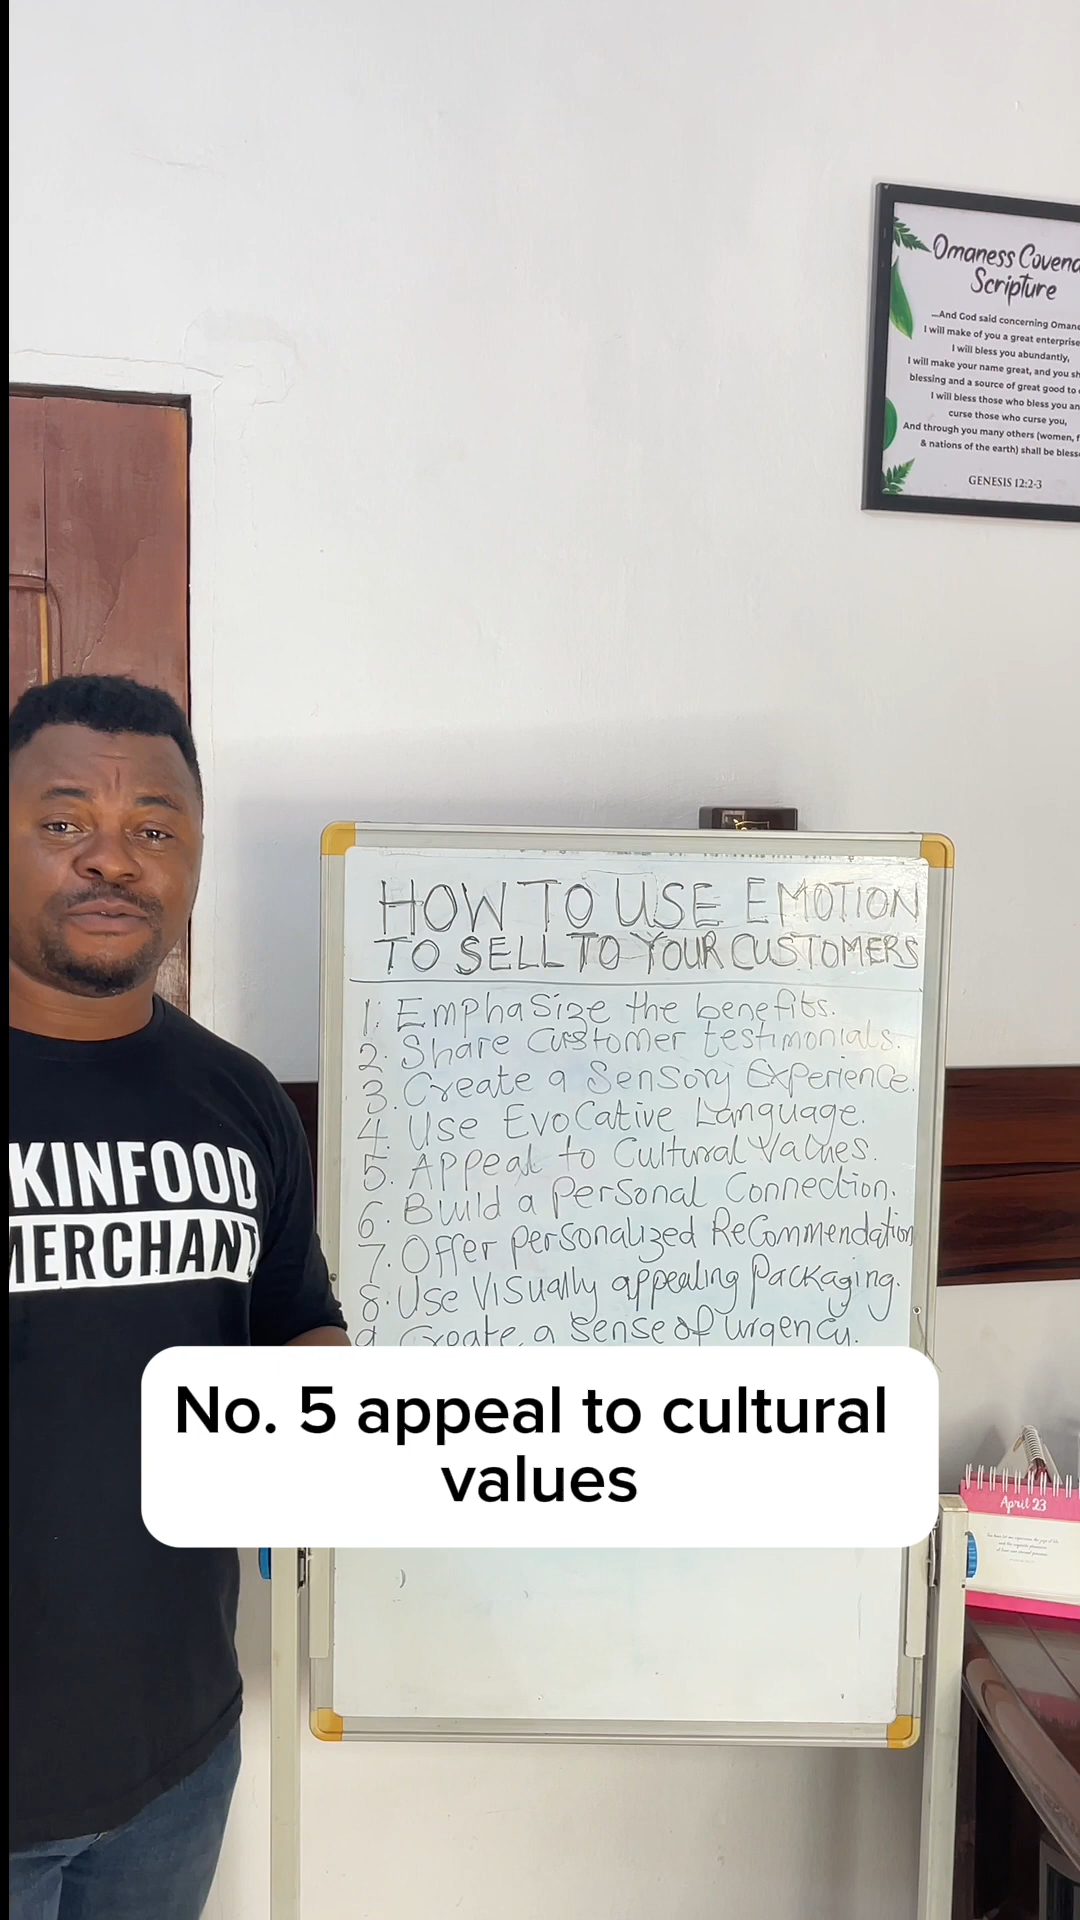 Omaness Covena
Scripture
...And God said concerning Omane
I will make of you a great enterprise
I will bless you abundantly,
I will make your name great, and you sh
blessing and a source of great good to
I will bless those who bless you an
curse those who curse you,
And through you many others (women, f
& nations of the earth) shall be bless
GENESIS 12:2-3
HOW TO USE EMOTION
TO SELL TO YOUR CUSTOMERS
1. Emphasize the benefits.
2. Share Customer testimonials.
3. Create a Sensory Experience.
4. Use Evocative Language.
5. Appeal to Cultural Values.
6. Build a Personal Connection.
7. Offer personalized ReCommendation
8. Use Visually appealing Packaging.
9. Create a sense of urgency.
KINFOOD
MERCHANT
No. 5 appeal to cultural
values
April 23